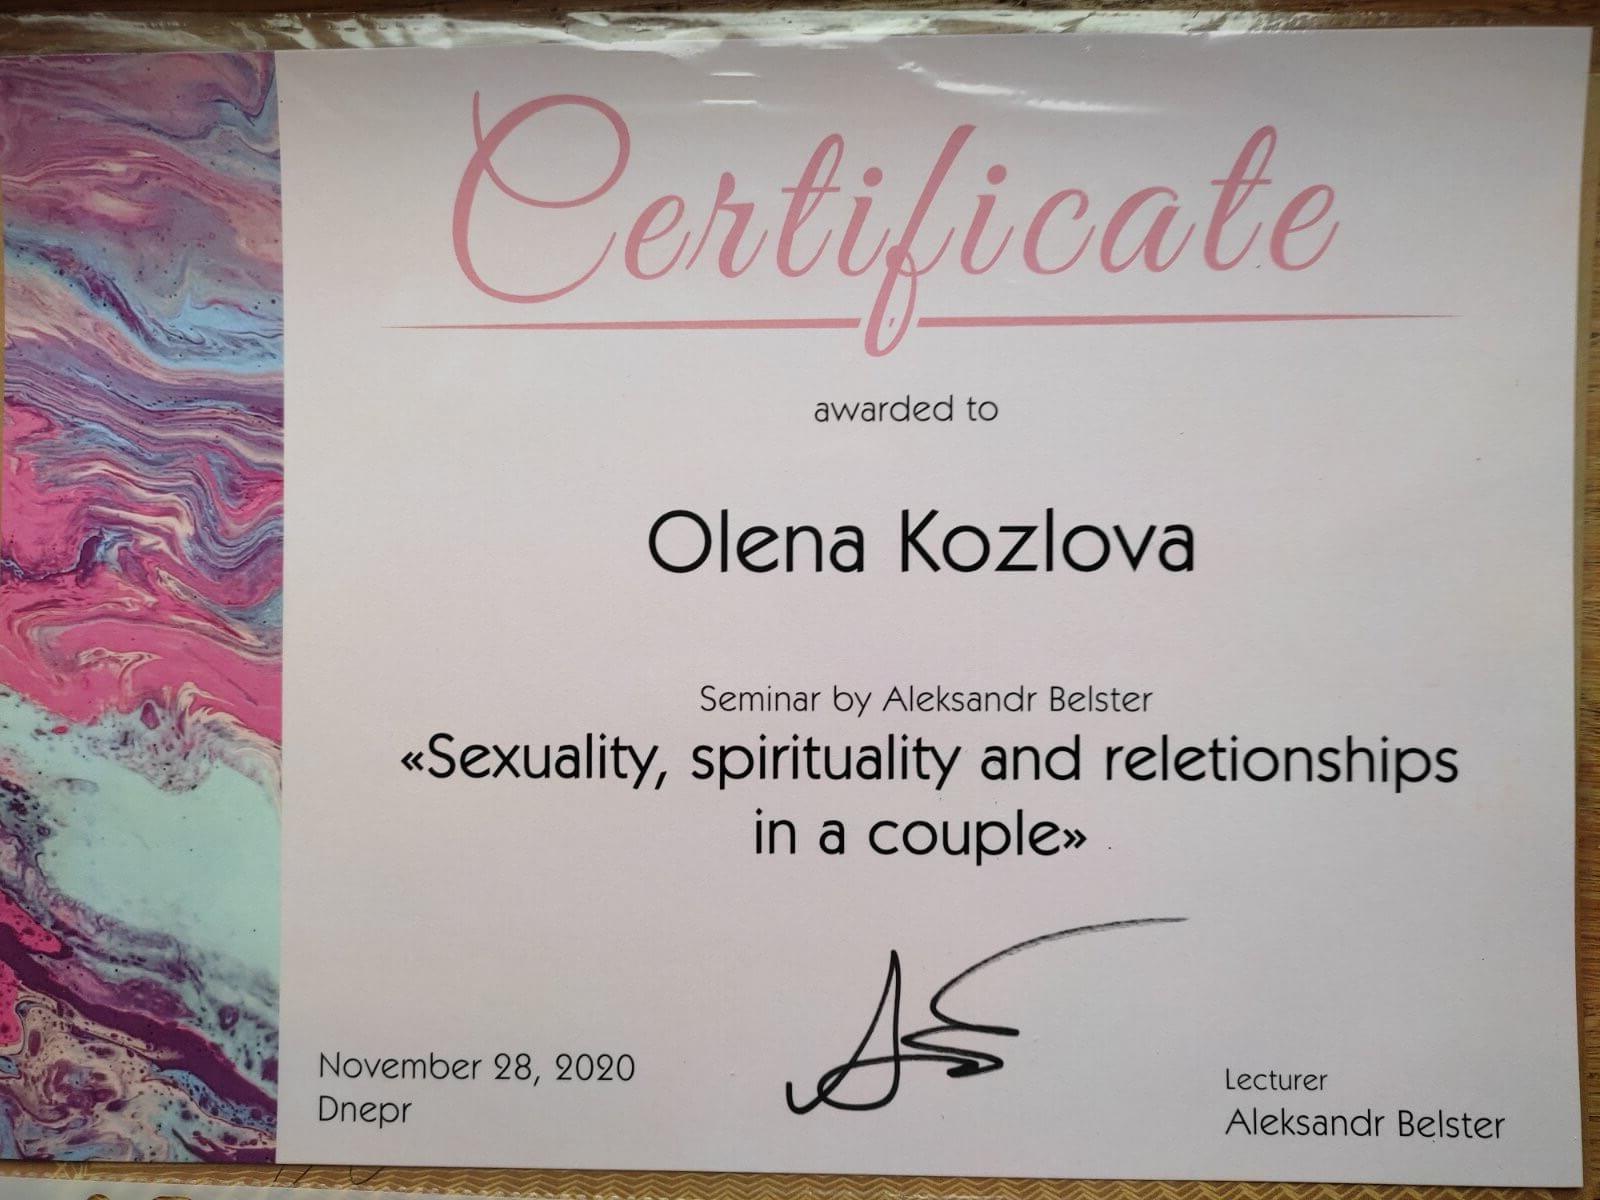 Certificate
awarded to
Olena Kozlova
Seminar by Aleksandr Belster
«Sexuality, spirituality and reletionships
in a couple»
November 28, 2020
Dnepr
Lecturer
Aleksandr Belster